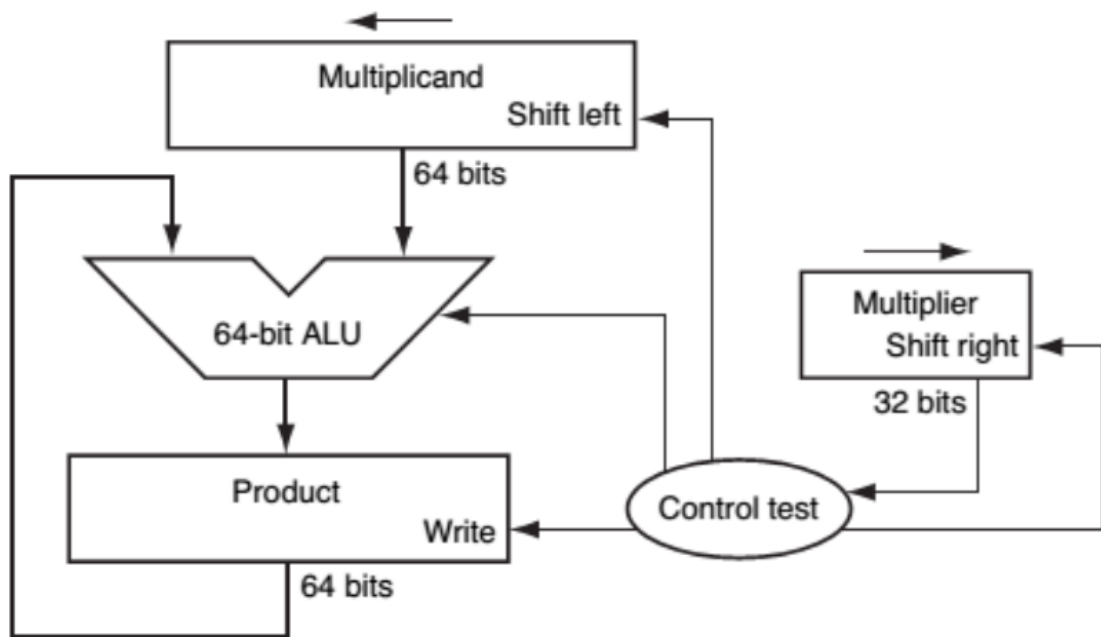 Multiplicand
Shift left
64 bits
64-bit ALU
Multiplier
Shift right
32 bits
Product
Write
Control test
64 bits